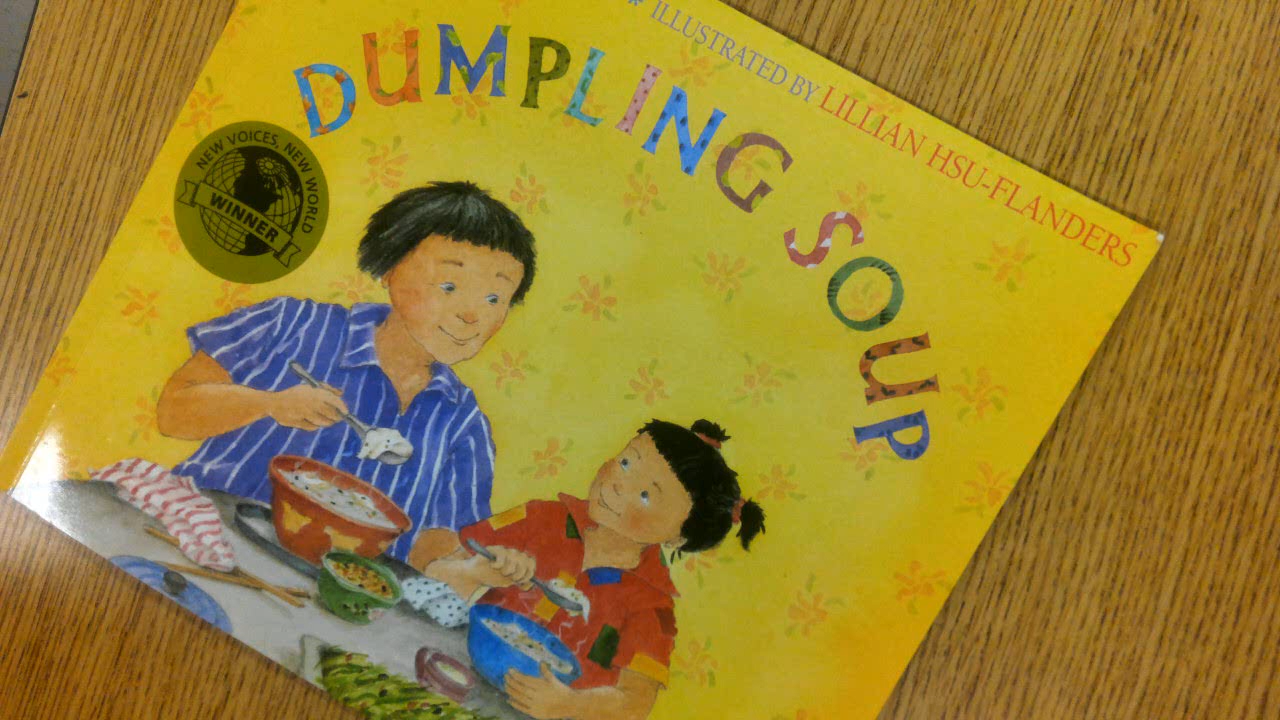 ILLUSTRATED BY LILLIAN HSU-FLANDERS
DUMPLING SOUP
NEW VOICES, NEW WORLD
WINNER